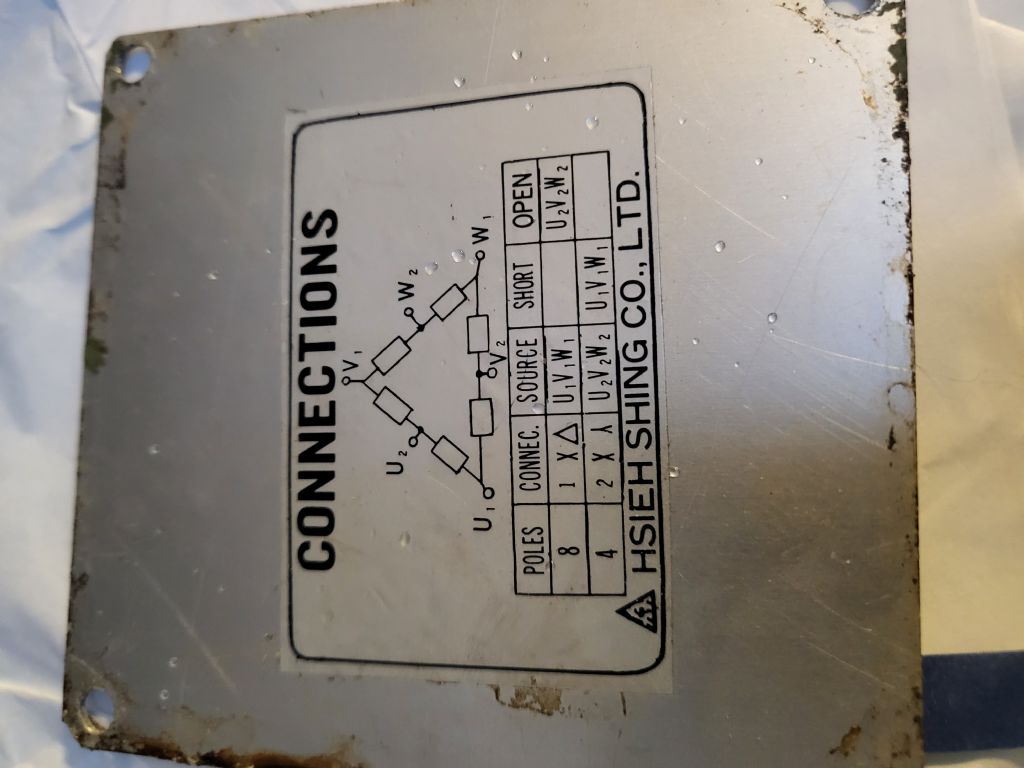 CONNECTIONS
V₁
U₂ W₂
U₁ V₂ W₁
POLES CONNEC. SOURCE SHORT OPEN
8 1 X △ U₁V₁W₁ U₂V₂W₂
4 2 X ⅄ U₂V₂W₂ U₁V₁W₁
HSIEH SHING CO., LTD.